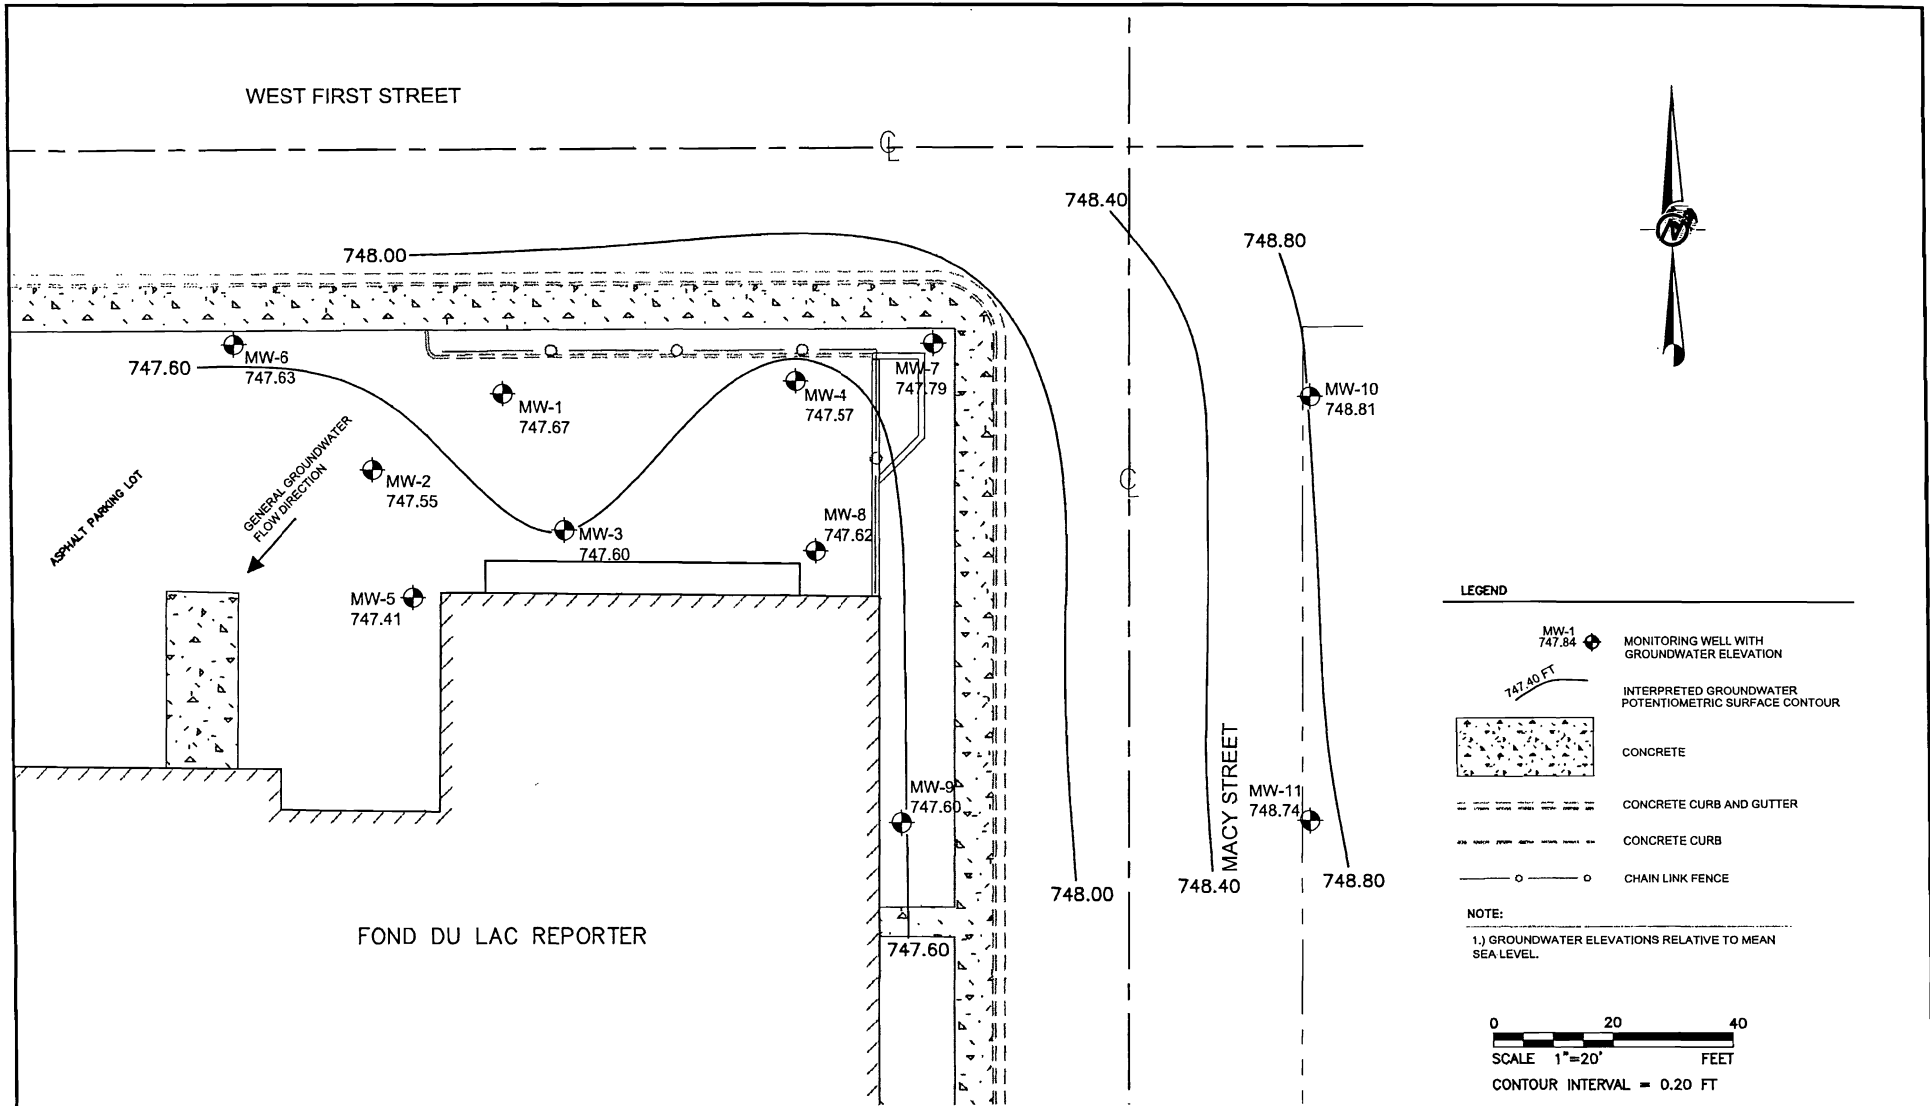 WEST FIRST STREET
℄
748.40
748.80
748.00
747.60
MW-6
747.63
MW-7
747.79
MW-4
747.57
MW-1
747.67
MW-10
748.81
GENERAL GROUNDWATER
FLOW DIRECTION
MW-2
747.55
ASPHALT PARKING LOT
℄
MW-8
747.62
MW-3
747.60
MW-5
747.41
MW-9
747.60
MACY STREET
MW-11
748.74
748.00
748.40
748.80
FOND DU LAC REPORTER
747.60
N
LEGEND
MW-1
747.84
MONITORING WELL WITH
GROUNDWATER ELEVATION
747.40 FT
INTERPRETED GROUNDWATER
POTENTIOMETRIC SURFACE CONTOUR
CONCRETE
CONCRETE CURB AND GUTTER
CONCRETE CURB
CHAIN LINK FENCE
NOTE:
1.) GROUNDWATER ELEVATIONS RELATIVE TO MEAN
SEA LEVEL.
0 20 40
SCALE 1"=20' FEET
CONTOUR INTERVAL = 0.20 FT